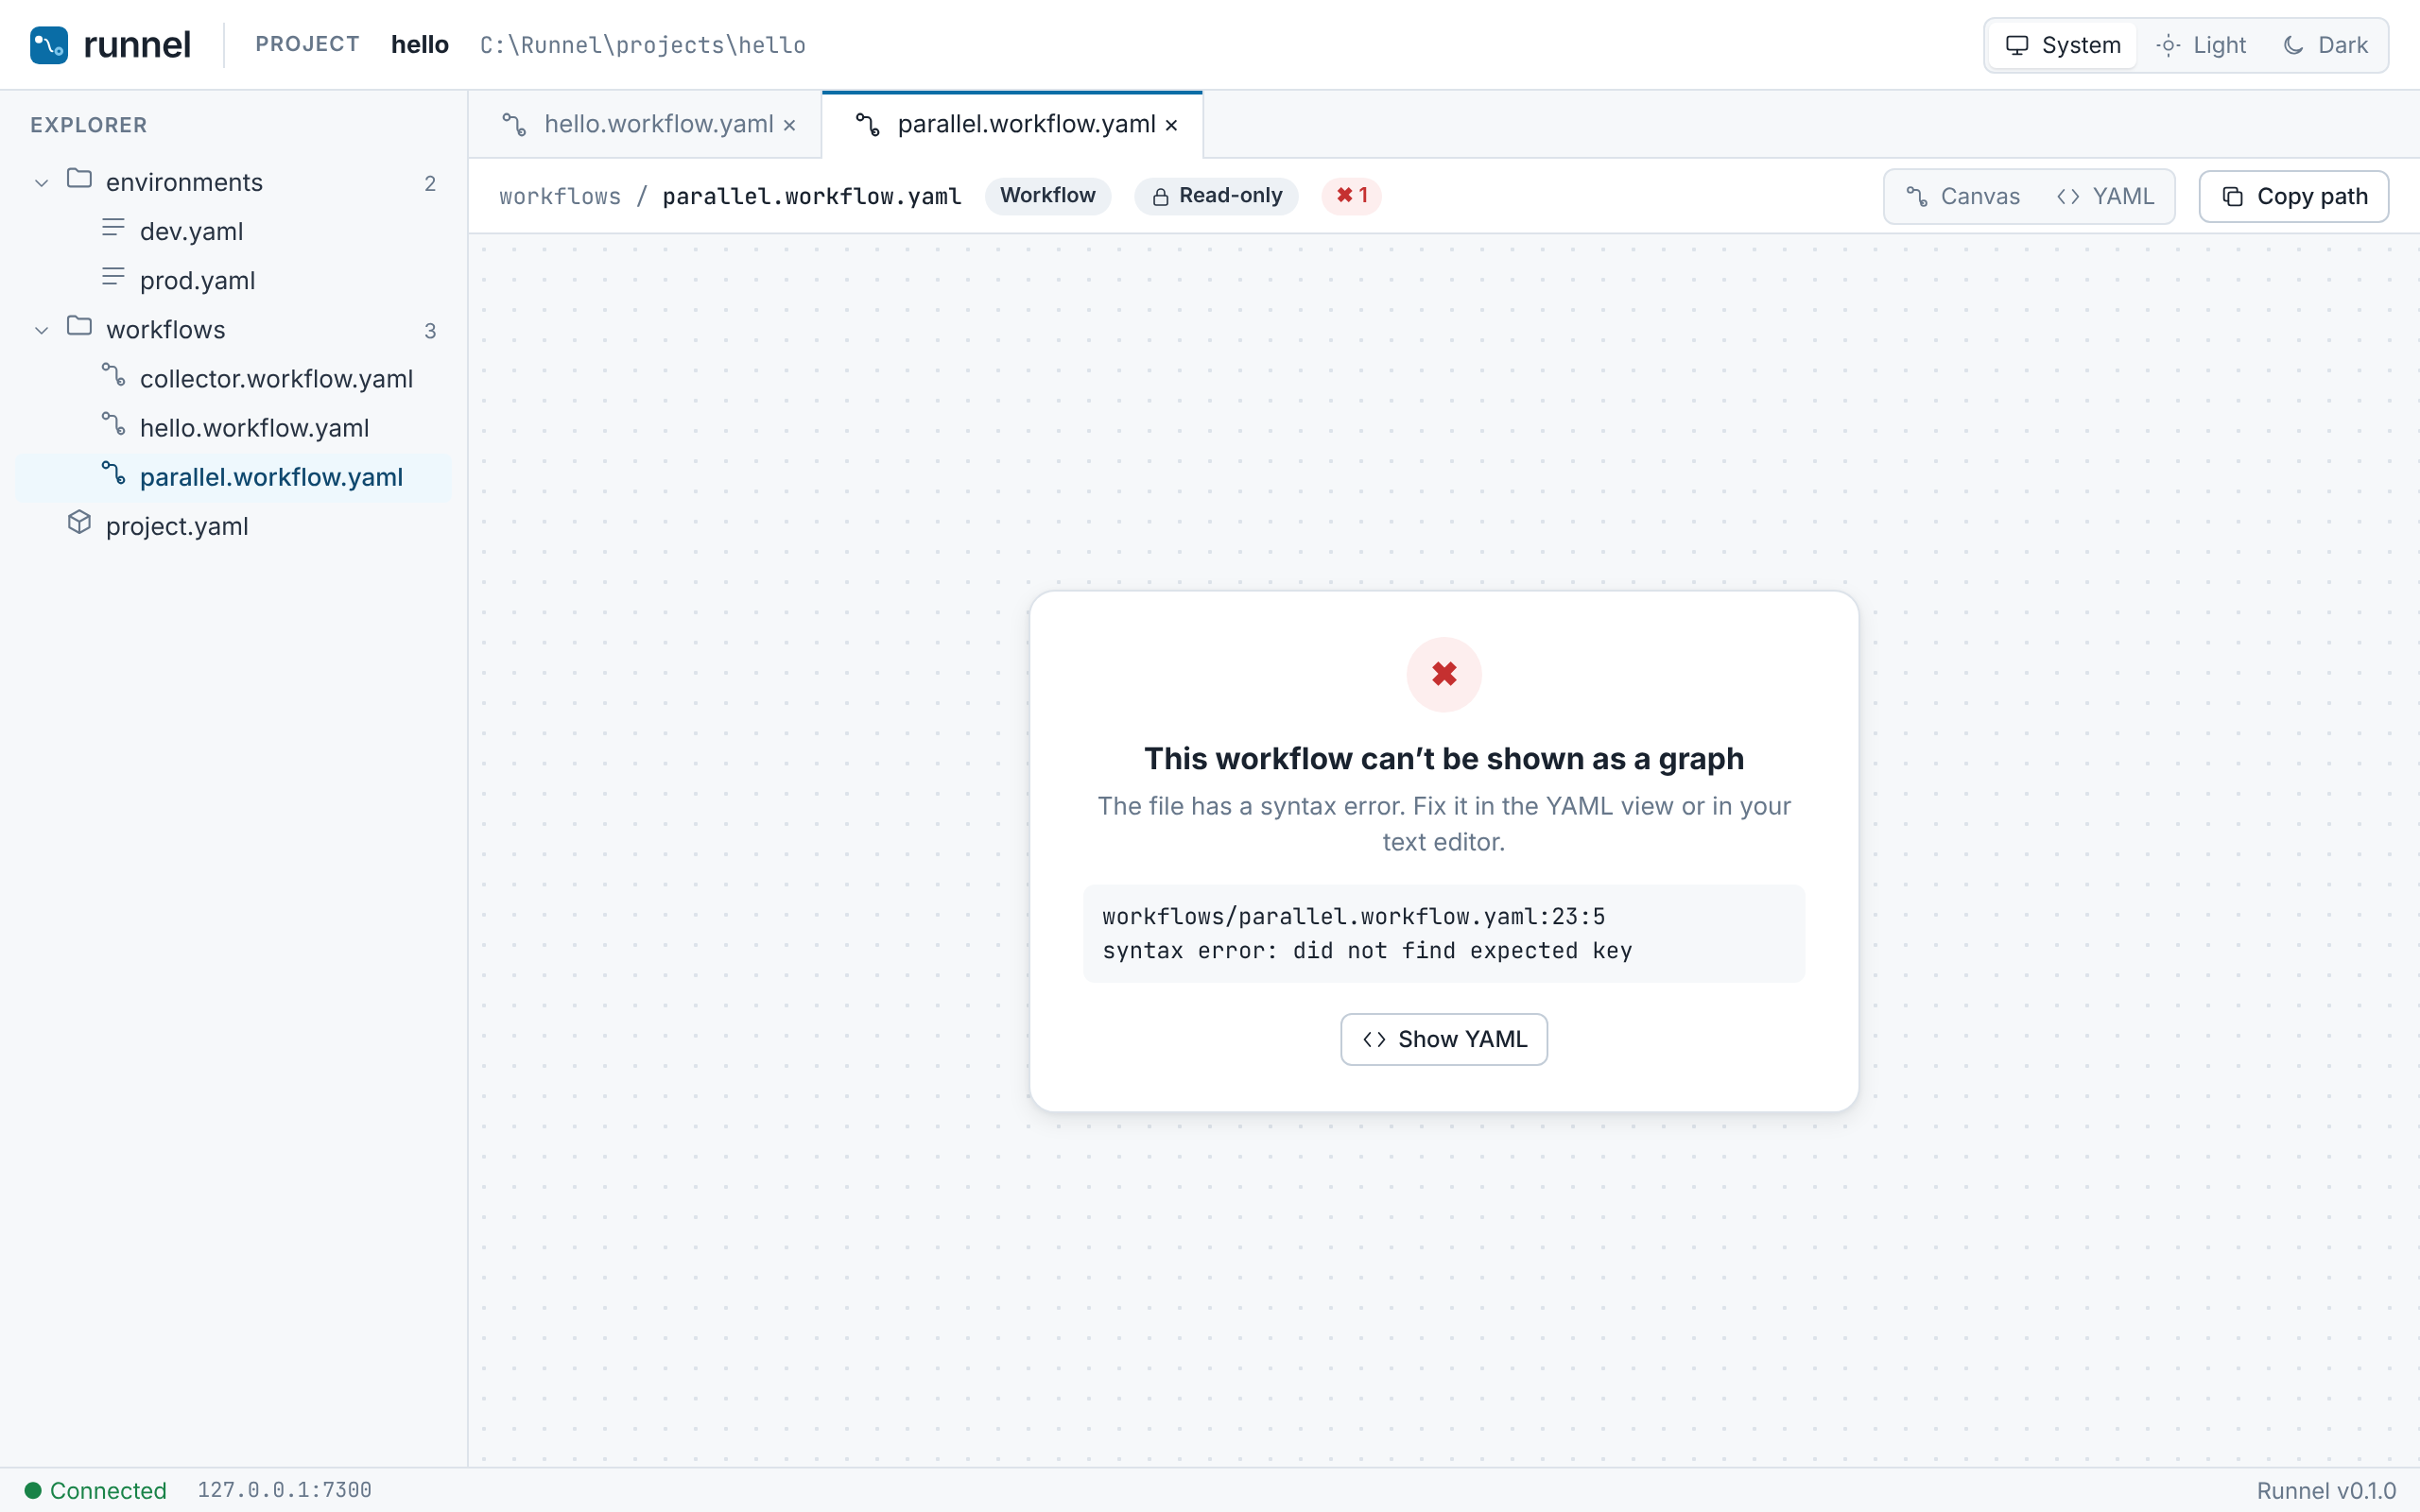 runnel PROJECT hello C:\Runnel\projects\hello System Light Dark
EXPLORER
environments 2
dev.yaml
prod.yaml
workflows 3
collector.workflow.yaml
hello.workflow.yaml
parallel.workflow.yaml
project.yaml
hello.workflow.yaml × parallel.workflow.yaml ×
workflows / parallel.workflow.yaml Workflow Read-only ✖ 1 Canvas <> YAML Copy path
This workflow can’t be shown as a graph
The file has a syntax error. Fix it in the YAML view or in your
text editor.
workflows/parallel.workflow.yaml:23:5
syntax error: did not find expected key
<> Show YAML
Connected 127.0.0.1:7300 Runnel v0.1.0